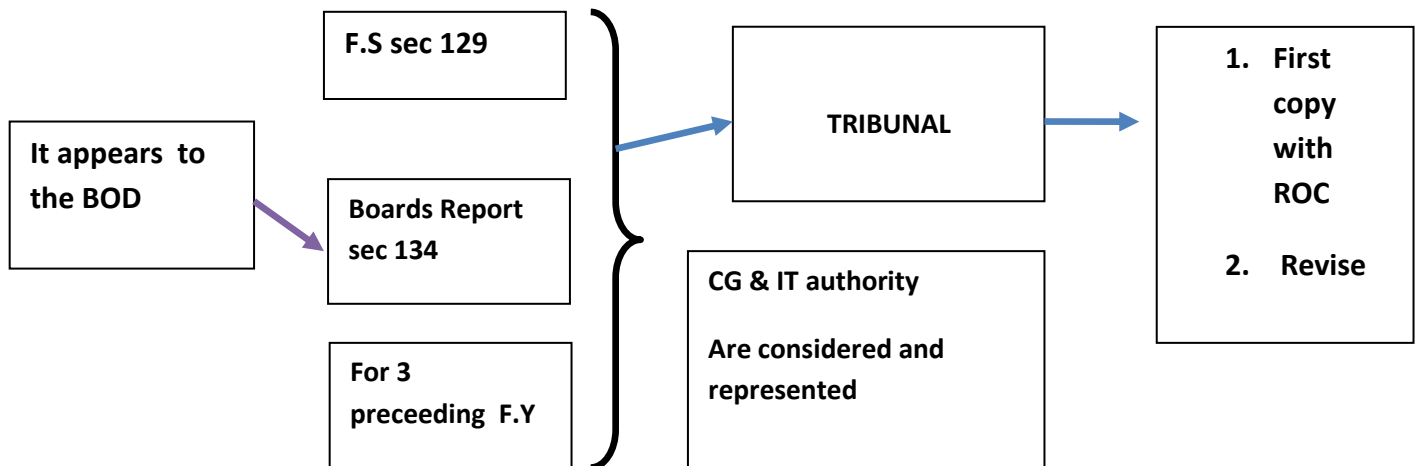 It appears to
the BOD
F.S sec 129
Boards Report
sec 134
For 3
preceeding F.Y
TRIBUNAL
CG & IT authority
Are considered and
represented
1. First
copy
with
ROC
2. Revise